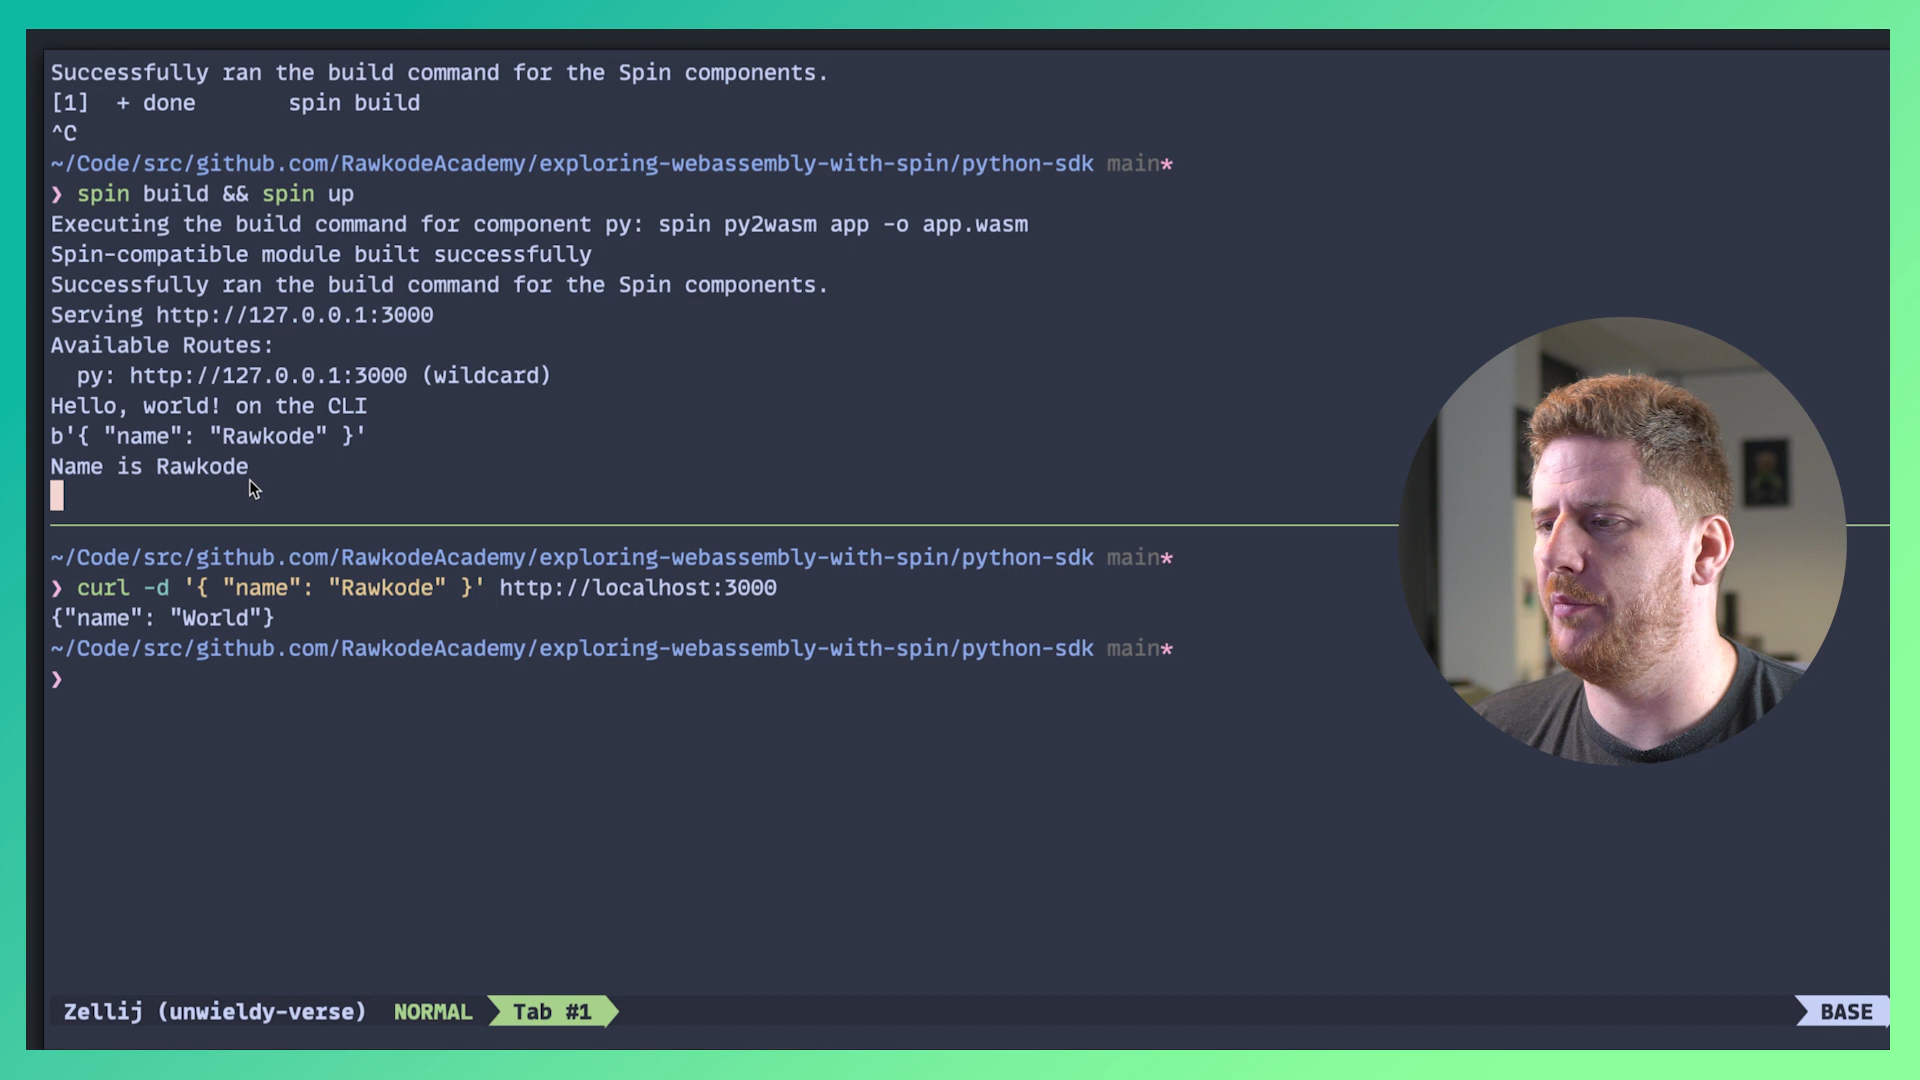 Successfully ran the build command for the Spin components.
[1]  + done       spin build
^C
~/Code/src/github.com/RawkodeAcademy/exploring-webassembly-with-spin/python-sdk main*
❯ spin build && spin up
Executing the build command for component py: spin py2wasm app -o app.wasm
Spin-compatible module built successfully
Successfully ran the build command for the Spin components.
Serving http://127.0.0.1:3000
Available Routes:
  py: http://127.0.0.1:3000 (wildcard)
Hello, world! on the CLI
b'{ "name": "Rawkode" }'
Name is Rawkode
~/Code/src/github.com/RawkodeAcademy/exploring-webassembly-with-spin/python-sdk main*
❯ curl -d '{ "name": "Rawkode" }' http://localhost:3000
{"name": "World"}
~/Code/src/github.com/RawkodeAcademy/exploring-webassembly-with-spin/python-sdk main*
❯
Zellij (unwieldy-verse)  NORMAL  Tab #1  BASE